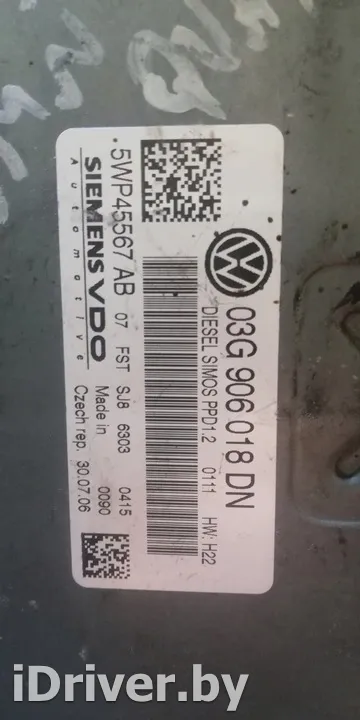 03G 906 018 DN
DIESEL SIMOS PPD1.2 0111 HW: H22
.5WP45567 AB 07 FST SJ8 6303 0415
SIEMENS VDO Made in 0090
Automotive Czech rep. 30.07.06
iDriver.by